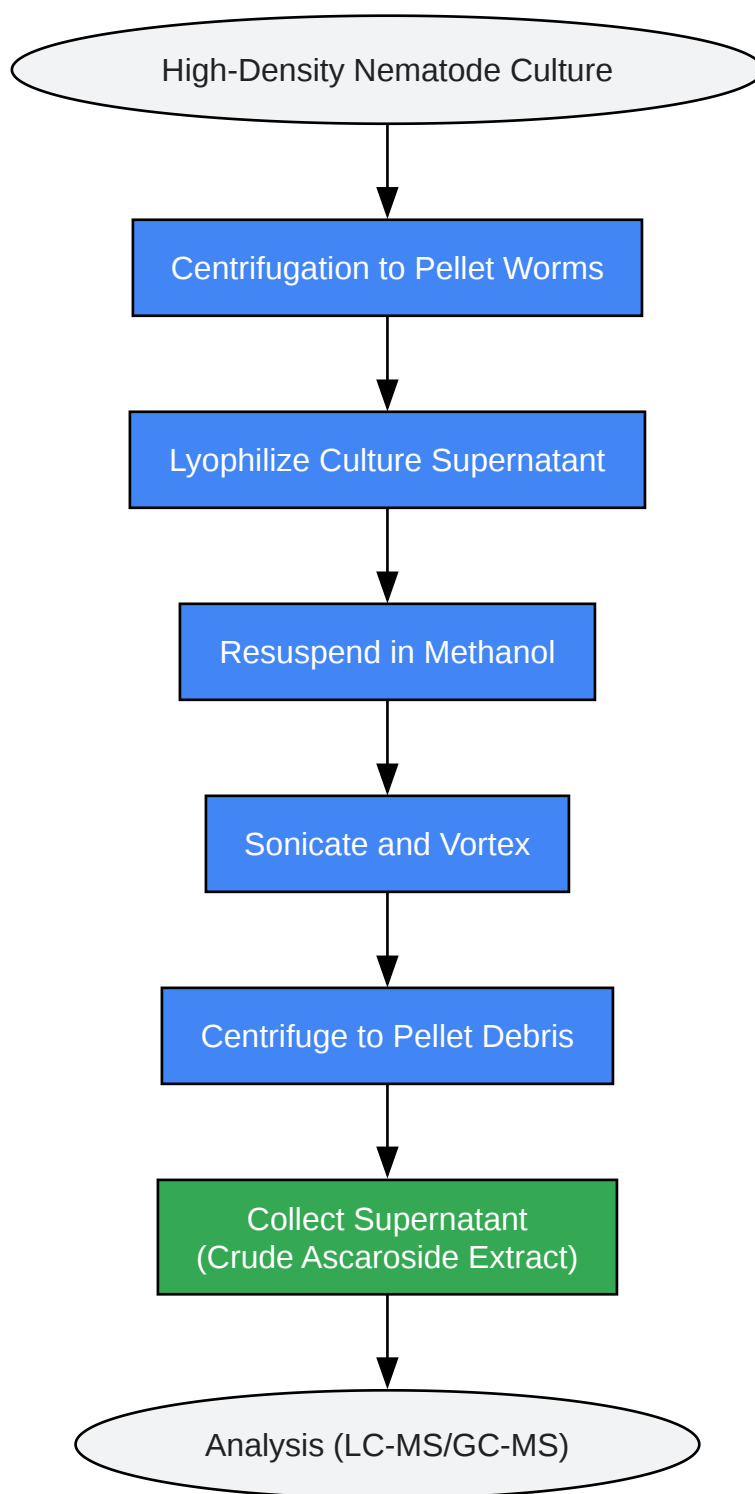 High-Density Nematode Culture
Centrifugation to Pellet Worms
Lyophilize Culture Supernatant
Resuspend in Methanol
Sonicate and Vortex
Centrifuge to Pellet Debris
Collect Supernatant
(Crude Ascaroside Extract)
Analysis (LC-MS/GC-MS)